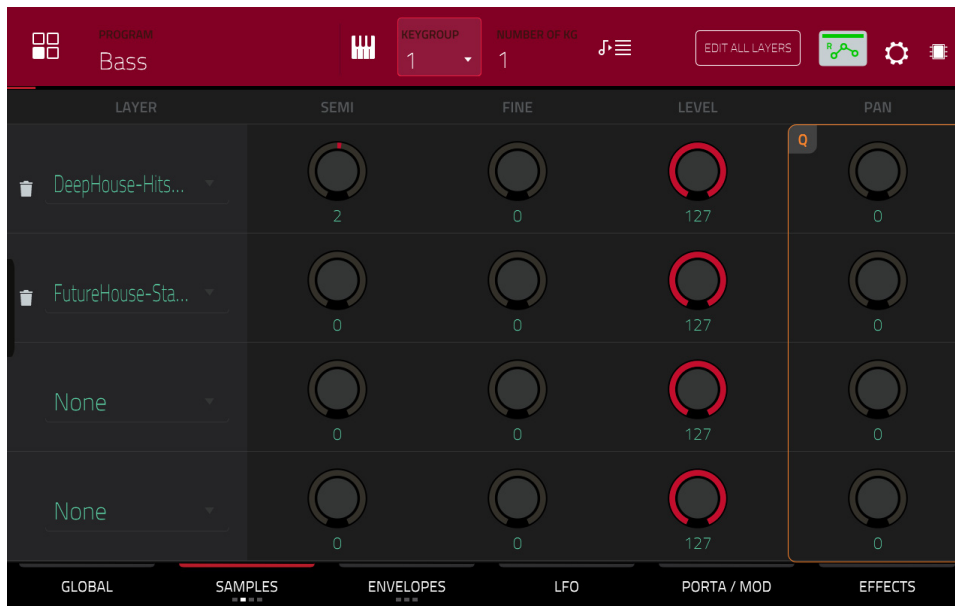 PROGRAM
Bass
KEYGROUP
1
NUMBER OF KG
1
EDIT ALL LAYERS
R
LAYER SEMI FINE LEVEL PAN
Q
DeepHouse-Hits... 2 0 127 0
FutureHouse-Sta... 0 0 127 0
None 0 0 127 0
None 0 0 127 0
GLOBAL SAMPLES ENVELOPES LFO PORTA / MOD EFFECTS